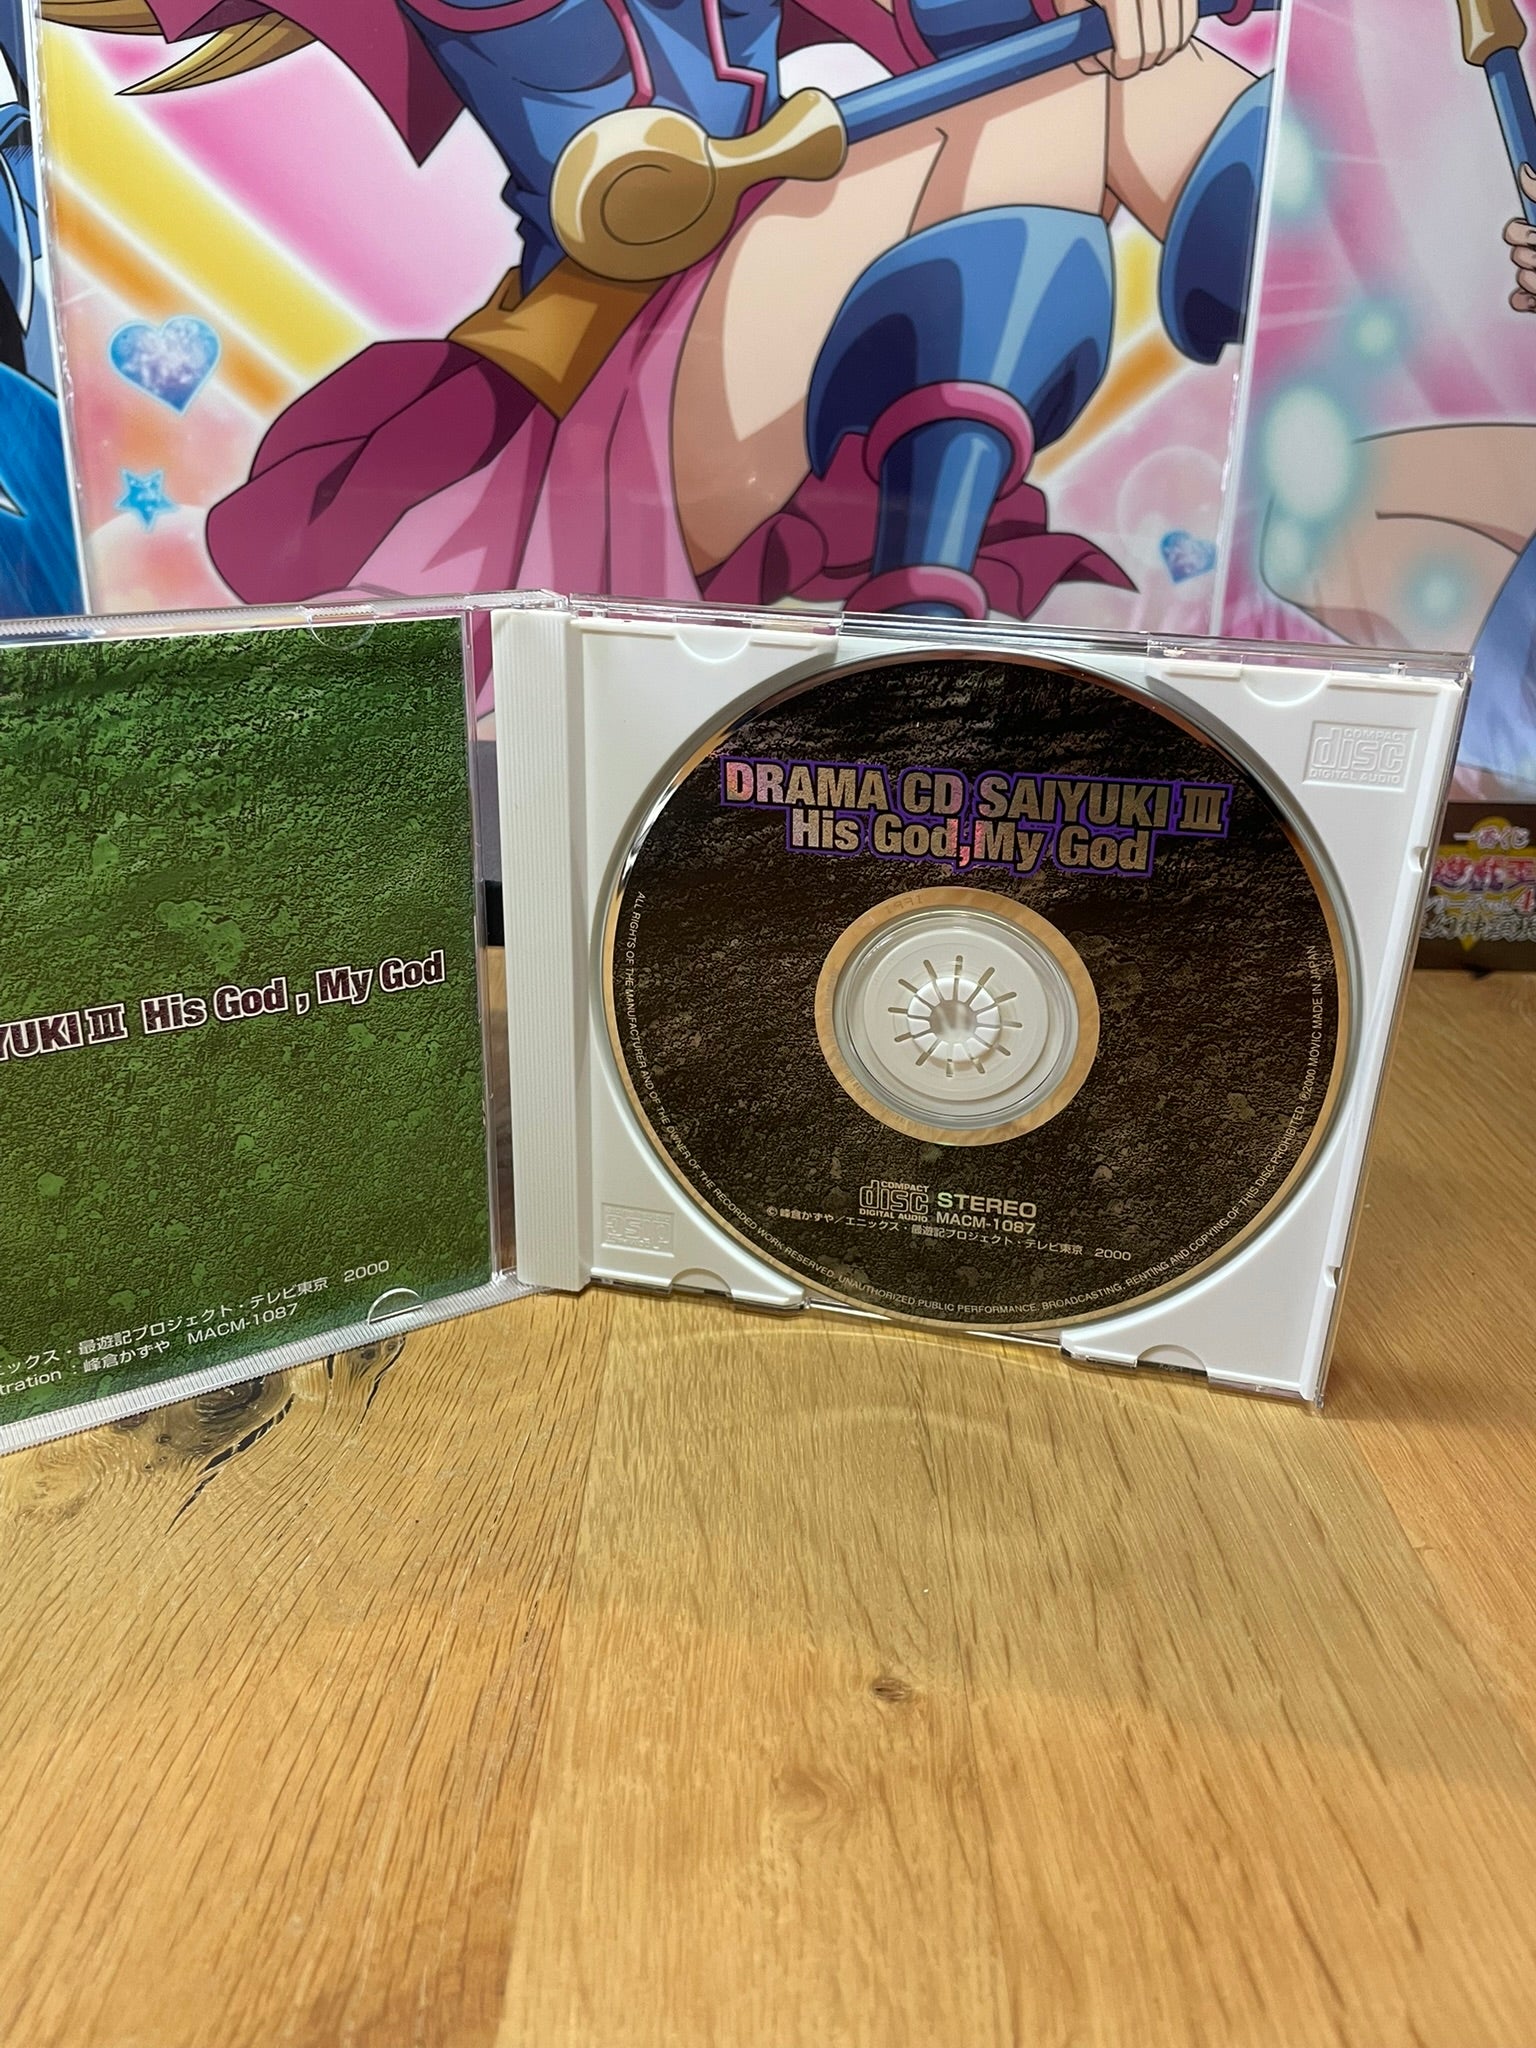 YUKI III His God , My God
ニックス・最遊記プロジェクト・テレビ東京 2000
tration : 峰倉かずや MACM-1087
DRAMA CD SAIYUKI III
His God,My God
COMPACT
disc
DIGITAL AUDIO
STEREO
MACM-1087
©峰倉かずや/エニックス・最遊記プロジェクト・テレビ東京 2000
ALL RIGHTS OF THE MANUFACTURER AND OF THE OWNER OF THE RECORDED WORK RESERVED. UNAUTHORIZED PUBLIC PERFORMANCE, BROADCASTING, RENTING AND COPYING OF THIS DISC PROHIBITED. ℗©2000 MOVIC MADE IN JAPAN
IFPI
COMPACT
disc
DIGITAL AUDIO
一番くじ